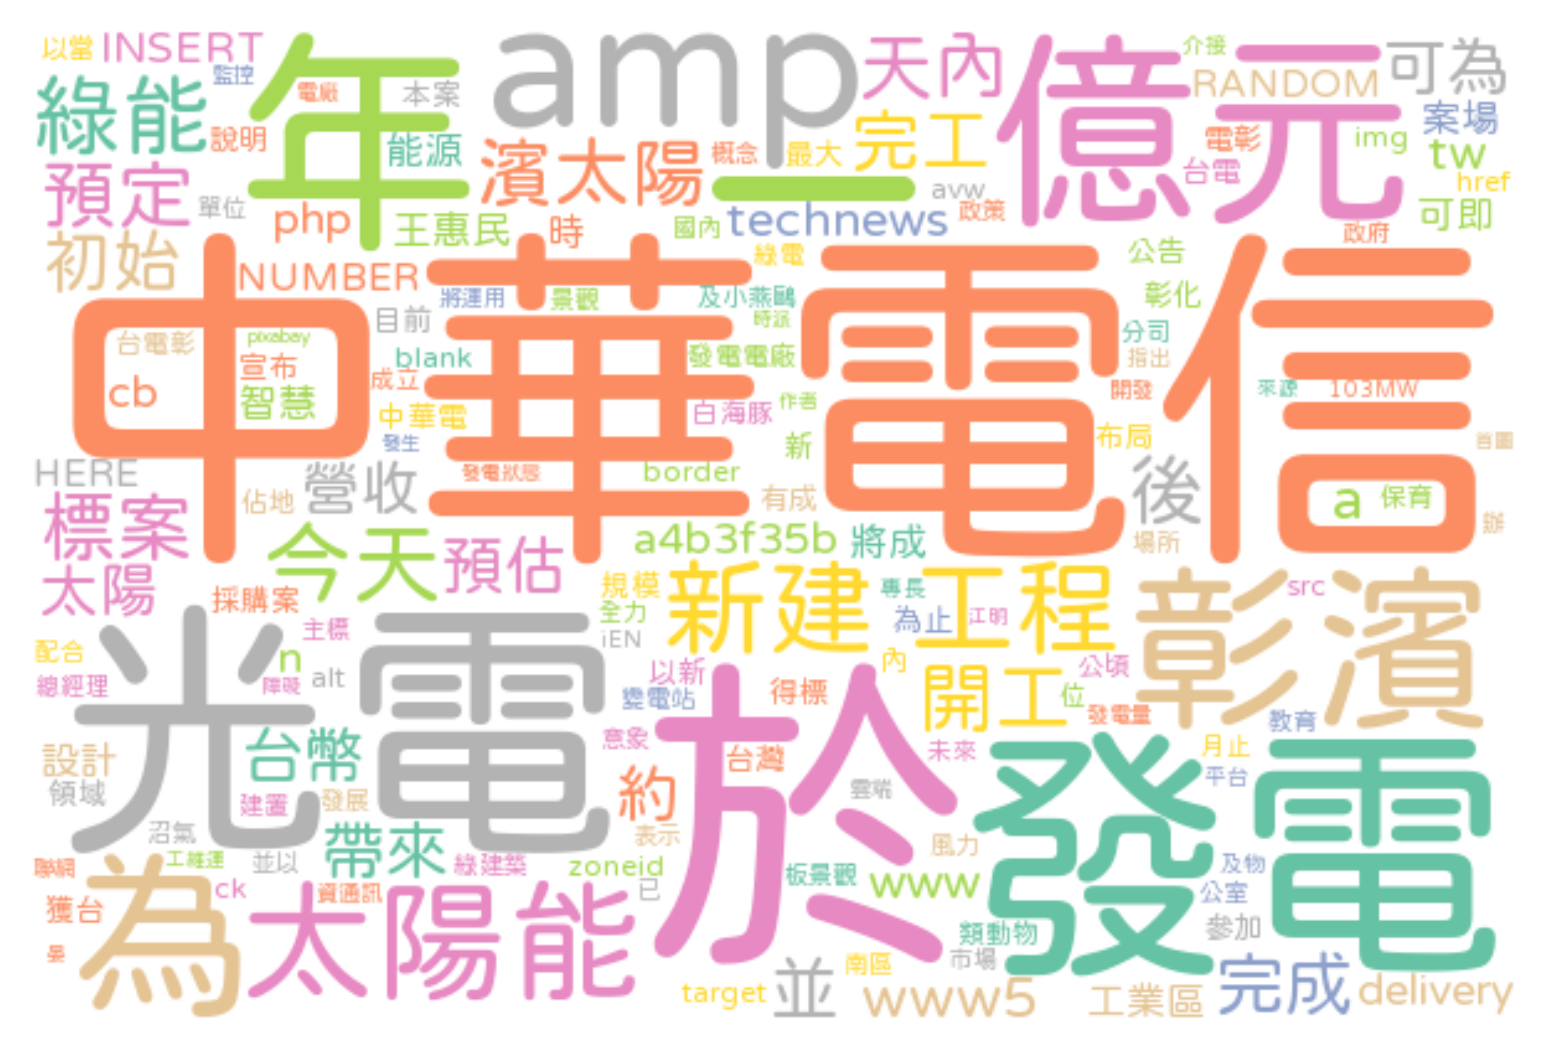 以當
INSERT
年
amp
天內
億元
介接
可為
監控
電廠
本案
RANDOM
綠能
說明
能源
濱太陽
概念
最大
完工
電彰
img
案場
tw
預定
單位
php
王惠民
時
一
avw
政策
國內
technews
台電
href
可即
政府
初始
中華電信
NUMBER
綠電
公告
將運用
景觀
及小燕鷗
彰化
台電彰
pixabay
目前
時派
分司
blank
發電電廠
指出
宣布
cb
智慧
成立
開發
來源
103MW
中華電
白海豚
作者
發生
新
布局
首圖
HERE
營收
發電狀態
border
後
a
保育
標案
佔地
有成
辦
今天
預估
a4b3f35b
將成
場所
太陽
採購案
規模
新建
工程
專長
彰濱
src
全力
為止
江明
光電
主標
iEN
配合
n
總經理
障礙
alt
以新
內
開工
公頃
變電站
得標
位
發電量
教育
於
設計
台幣
意象
台灣
未來
發電
月止
領域
建置
發展
約
雲端
平台
沼氣
帶來
表示
風力
聯網
為
工維運
並以
綠建築
zoneid
板景觀
www
及物
ck
資通訊
已
公室
獲台
太陽能
類動物
參加
市場
南區
target
並
www5
工業區
完成
delivery